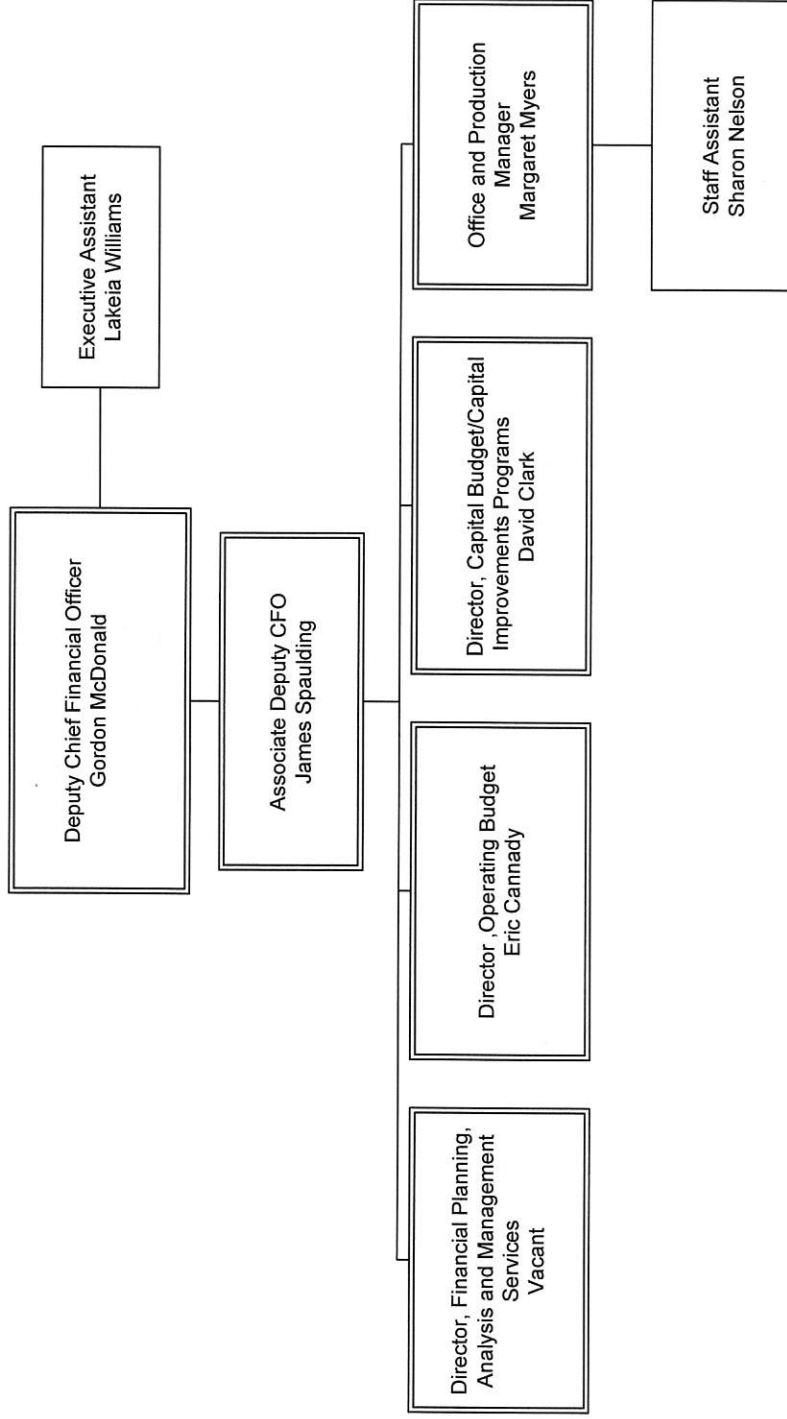 Deputy Chief Financial Officer
Gordon McDonald
Executive Assistant
Lakeia Williams
Associate Deputy CFO
James Spaulding
Director, Financial Planning,
Analysis and Management
Services
Vacant
Director ,Operating Budget
Eric Cannady
Director, Capital Budget/Capital
Improvements Programs
David Clark
Office and Production
Manager
Margaret Myers
Staff Assistant
Sharon Nelson